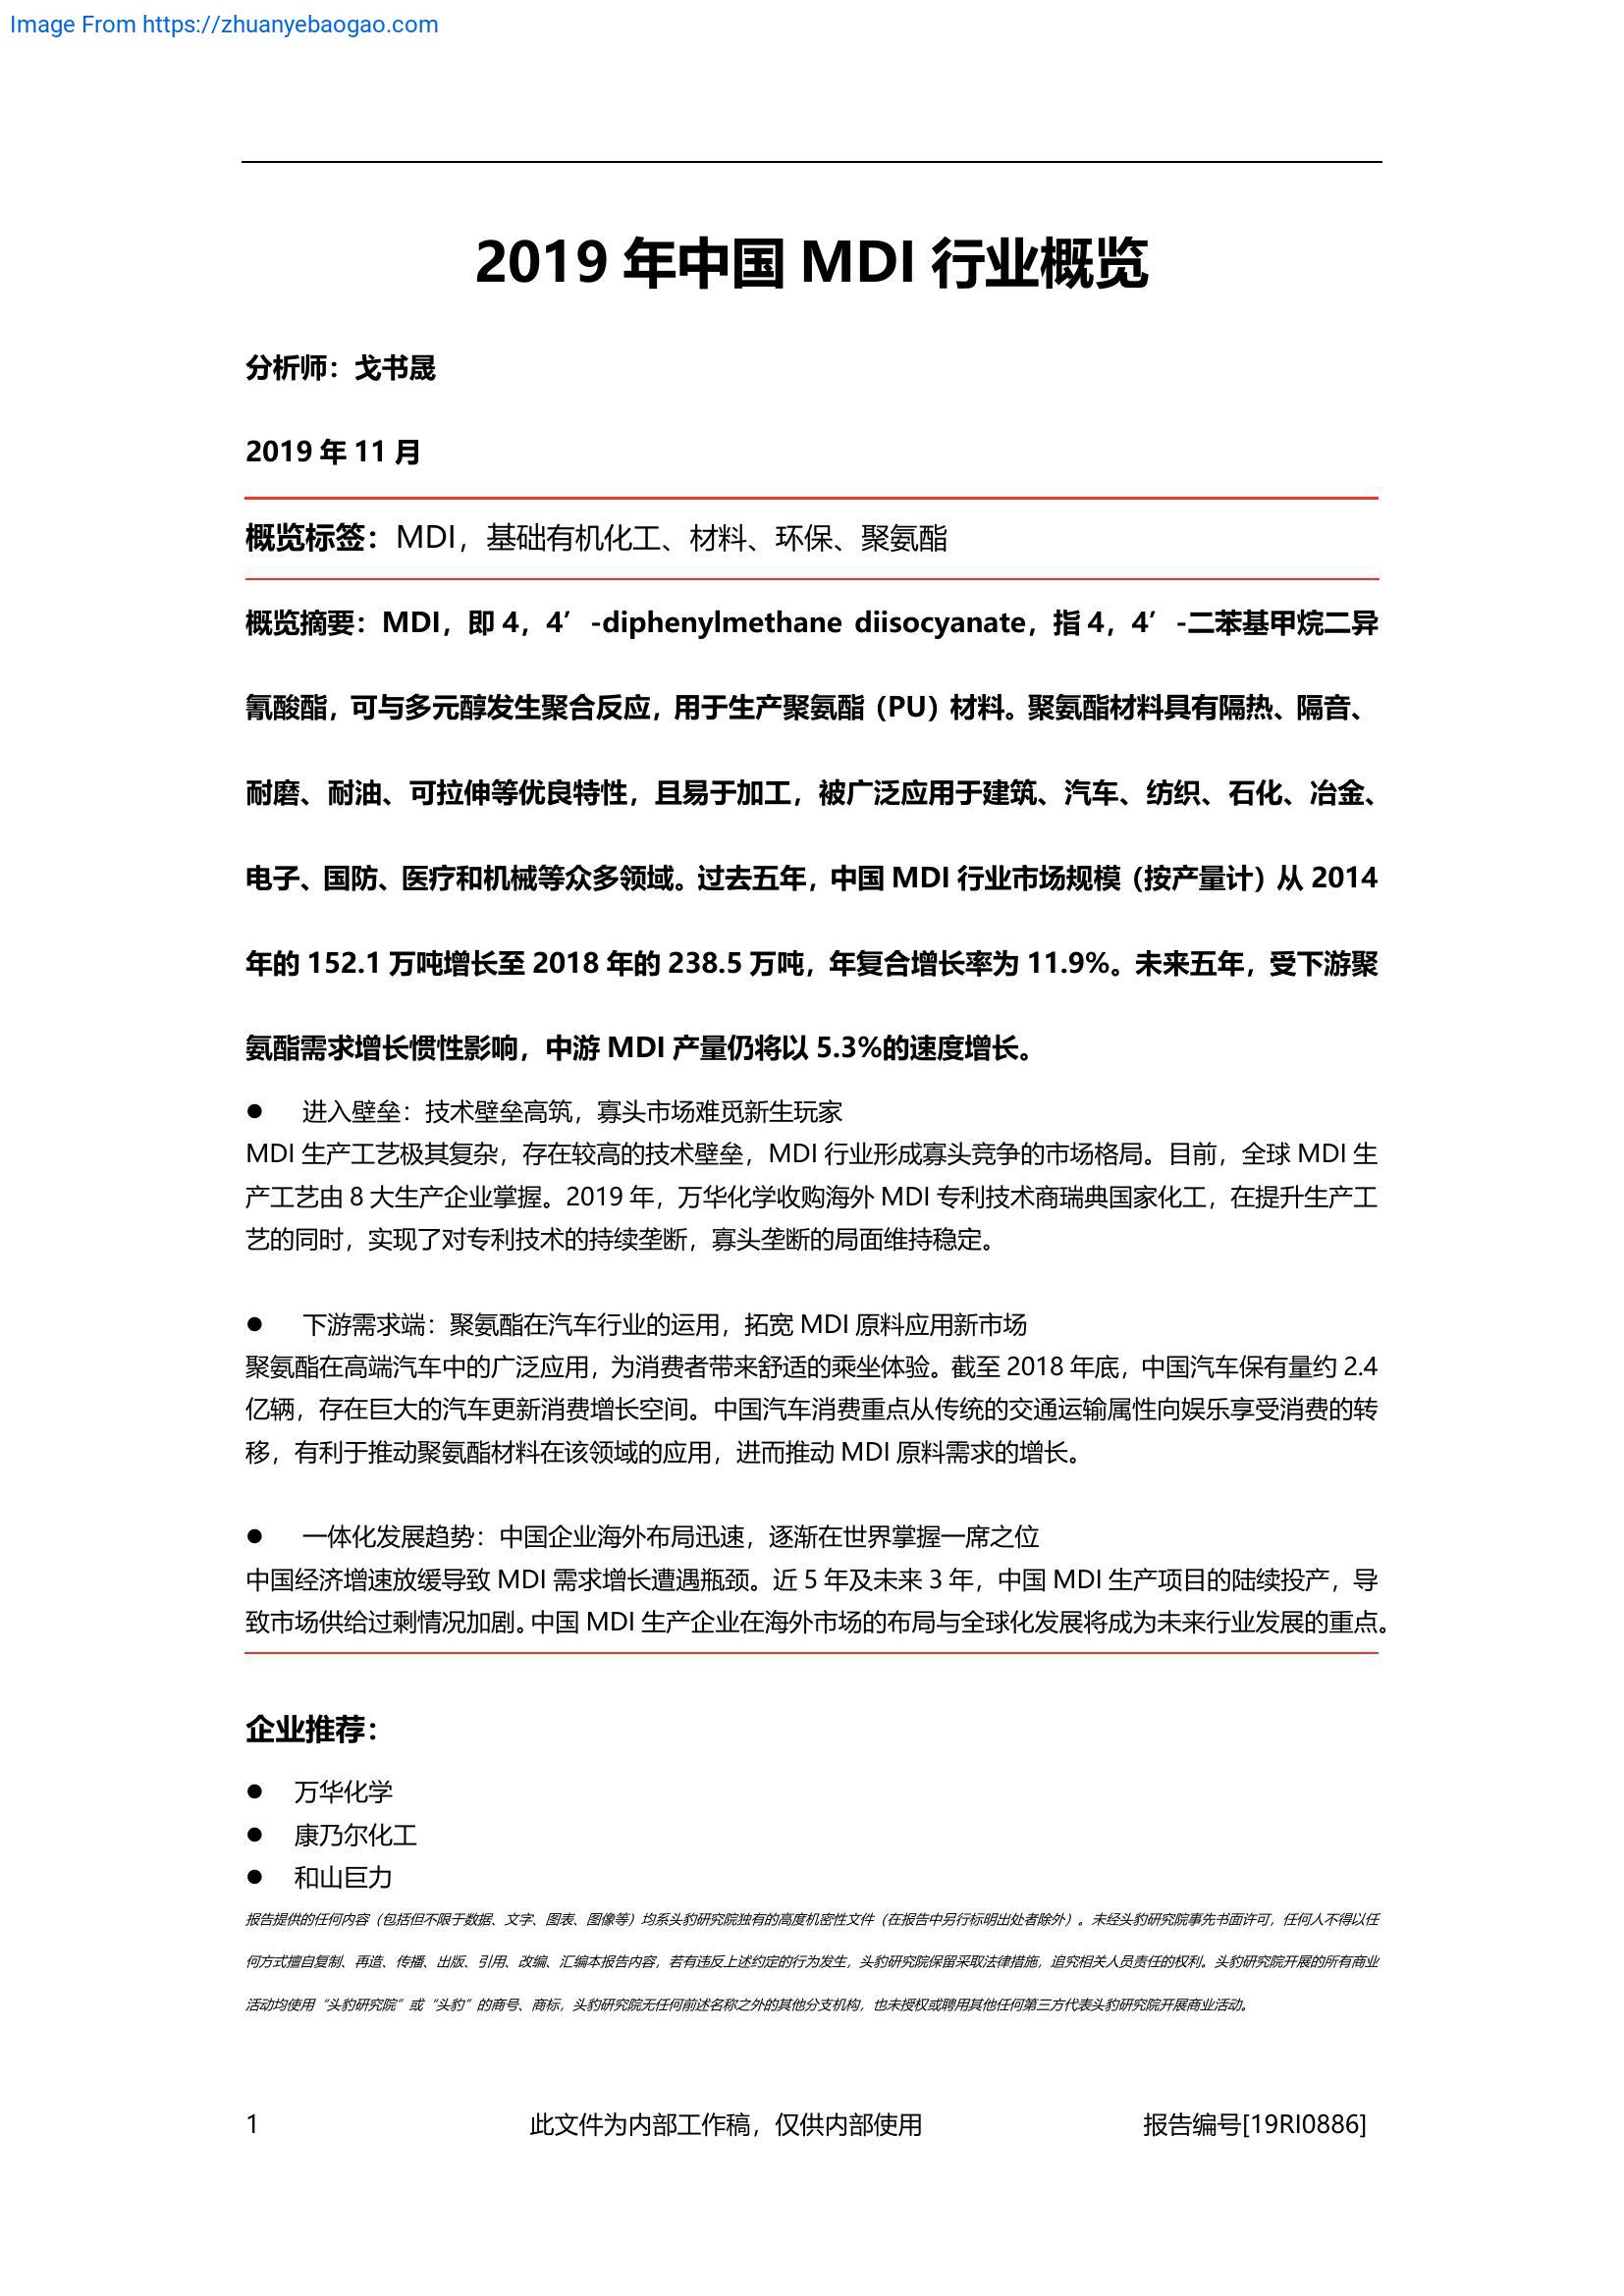 Image From https://zhuanyebaogao.com
2019 年中国 MDI 行业概览
分析师：戈书晟
2019 年 11 月
概览标签：MDI，基础有机化工、材料、环保、聚氨酯
概览摘要：MDI，即 4，4′-diphenylmethane diisocyanate，指 4，4′-二苯基甲烷二异
氰酸酯，可与多元醇发生聚合反应，用于生产聚氨酯（PU）材料。聚氨酯材料具有隔热、隔音、
耐磨、耐油、可拉伸等优良特性，且易于加工，被广泛应用于建筑、汽车、纺织、石化、冶金、
电子、国防、医疗和机械等众多领域。过去五年，中国 MDI 行业市场规模（按产量计）从 2014
年的 152.1 万吨增长至 2018 年的 238.5 万吨，年复合增长率为 11.9%。未来五年，受下游聚
氨酯需求增长惯性影响，中游 MDI 产量仍将以 5.3%的速度增长。
● 进入壁垒：技术壁垒高筑，寡头市场难觅新生玩家
MDI 生产工艺极其复杂，存在较高的技术壁垒，MDI 行业形成寡头竞争的市场格局。目前，全球 MDI 生
产工艺由 8 大生产企业掌握。2019 年，万华化学收购海外 MDI 专利技术商瑞典国家化工，在提升生产工
艺的同时，实现了对专利技术的持续垄断，寡头垄断的局面维持稳定。
● 下游需求端：聚氨酯在汽车行业的运用，拓宽 MDI 原料应用新市场
聚氨酯在高端汽车中的广泛应用，为消费者带来舒适的乘坐体验。截至 2018 年底，中国汽车保有量约 2.4
亿辆，存在巨大的汽车更新消费增长空间。中国汽车消费重点从传统的交通运输属性向娱乐享受消费的转
移，有利于推动聚氨酯材料在该领域的应用，进而推动 MDI 原料需求的增长。
● 一体化发展趋势：中国企业海外布局迅速，逐渐在世界掌握一席之位
中国经济增速放缓导致 MDI 需求增长遭遇瓶颈。近 5 年及未来 3 年，中国 MDI 生产项目的陆续投产，导
致市场供给过剩情况加剧。中国 MDI 生产企业在海外市场的布局与全球化发展将成为未来行业发展的重点。
企业推荐：
● 万华化学
● 康乃尔化工
● 和山巨力
报告提供的任何内容（包括但不限于数据、文字、图表、图像等）均系头豹研究院独有的高度机密性文件（在报告中另行标明出处者除外）。未经头豹研究院事先书面许可，任何人不得以任
何方式擅自复制、再造、传播、出版、引用、改编、汇编本报告内容，若有违反上述约定的行为发生，头豹研究院保留采取法律措施，追究相关人员责任的权利。头豹研究院开展的所有商业
活动均使用“头豹研究院”或“头豹”的商号、商标，头豹研究院无任何前述名称之外的其他分支机构，也未授权或聘用其他任何第三方代表头豹研究院开展商业活动。
1 此文件为内部工作稿，仅供内部使用 报告编号[19RI0886]